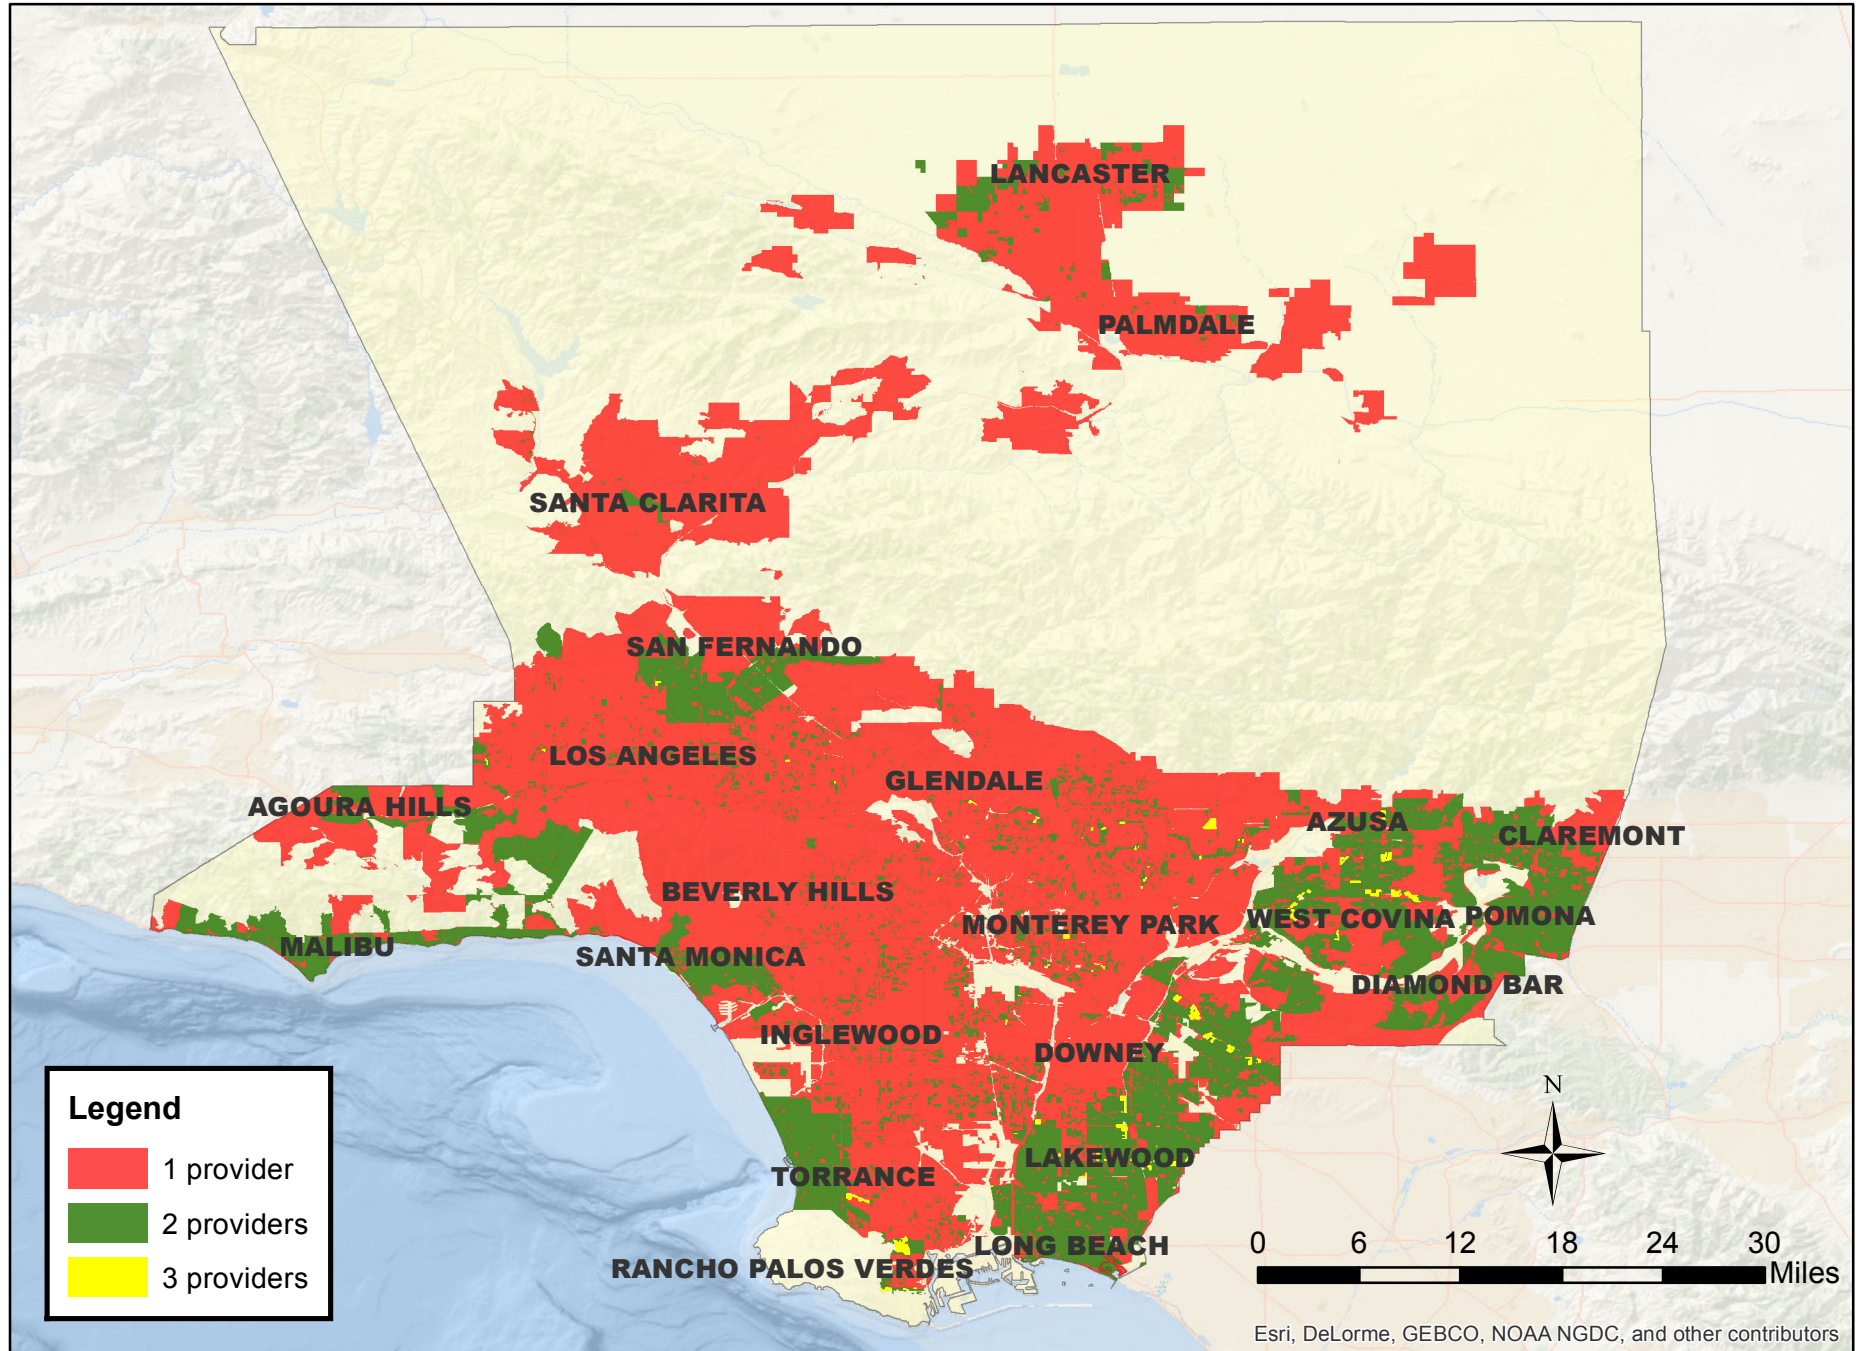 LANCASTER
PALMDALE
SANTA CLARITA
SAN FERNANDO
LOS ANGELES
GLENDALE
AGOURA HILLS
AZUSA
CLAREMONT
BEVERLY HILLS
MONTEREY PARK
WEST COVINA
POMONA
MALIBU
SANTA MONICA
DIAMOND BAR
INGLEWOOD
DOWNEY
LAKEWOOD
TORRANCE
LONG BEACH
RANCHO PALOS VERDES
Legend
1 provider
2 providers
3 providers
N
0 6 12 18 24 30
Miles
Esri, DeLorme, GEBCO, NOAA NGDC, and other contributors